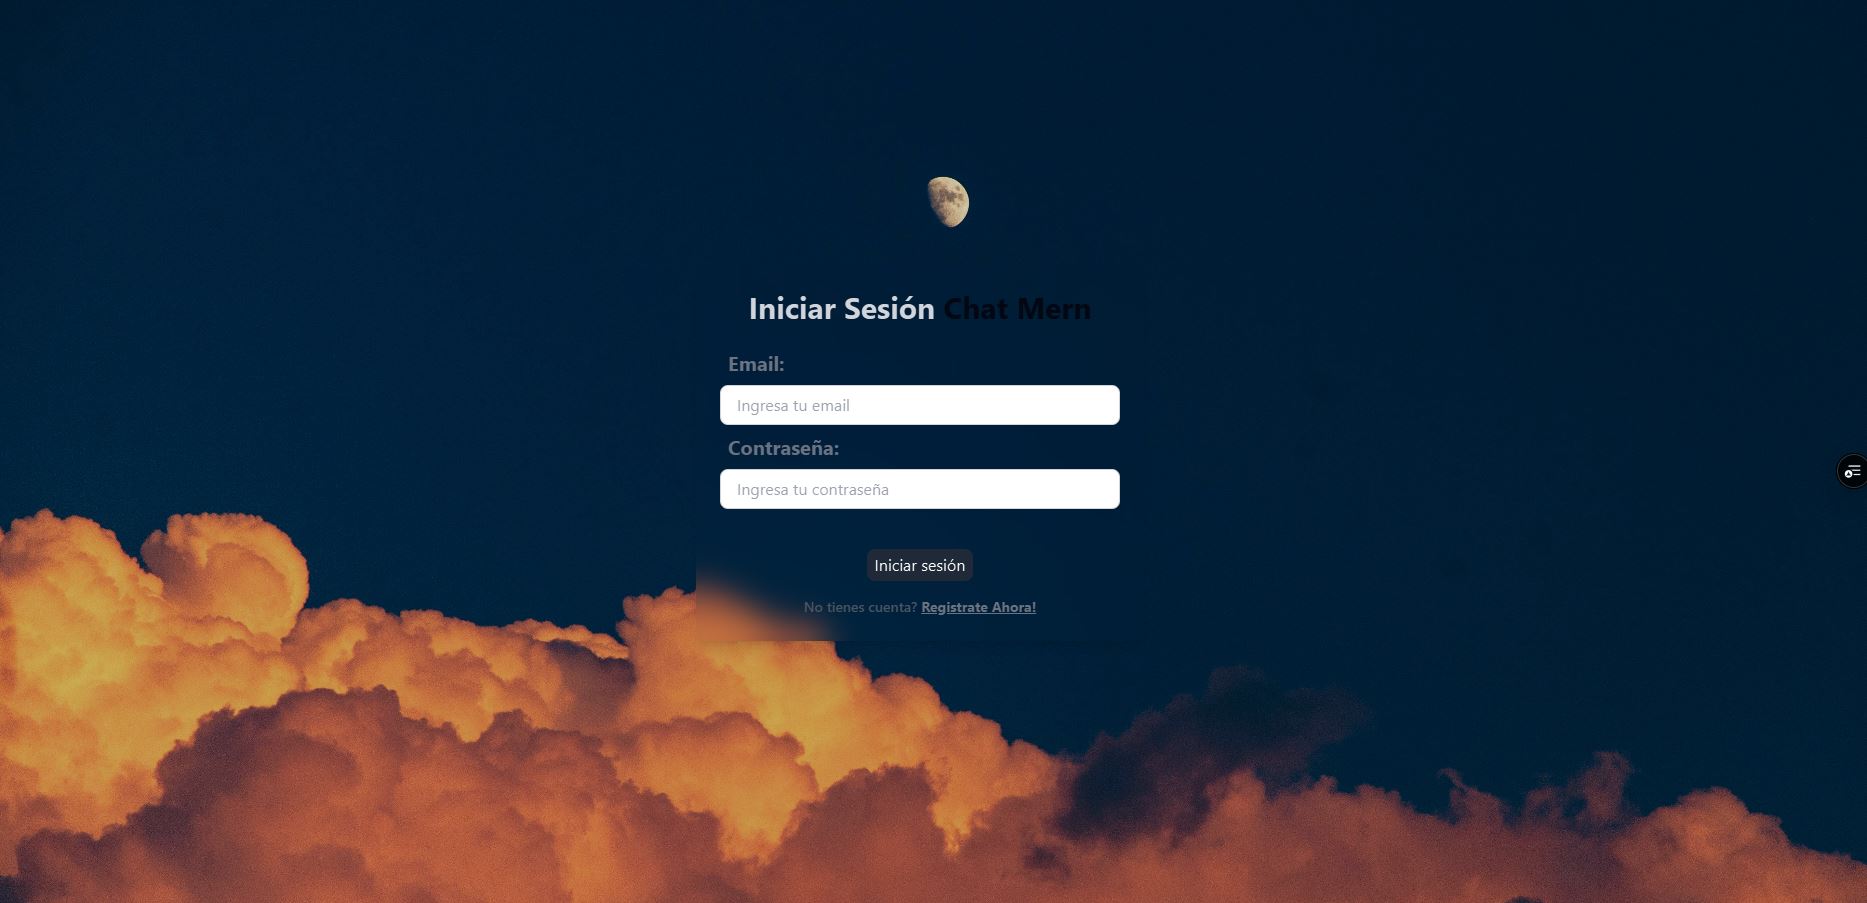 Iniciar Sesión Chat Mern
Email:
Ingresa tu email
Contraseña:
Ingresa tu contraseña
Iniciar sesión
No tienes cuenta? Registrate Ahora!